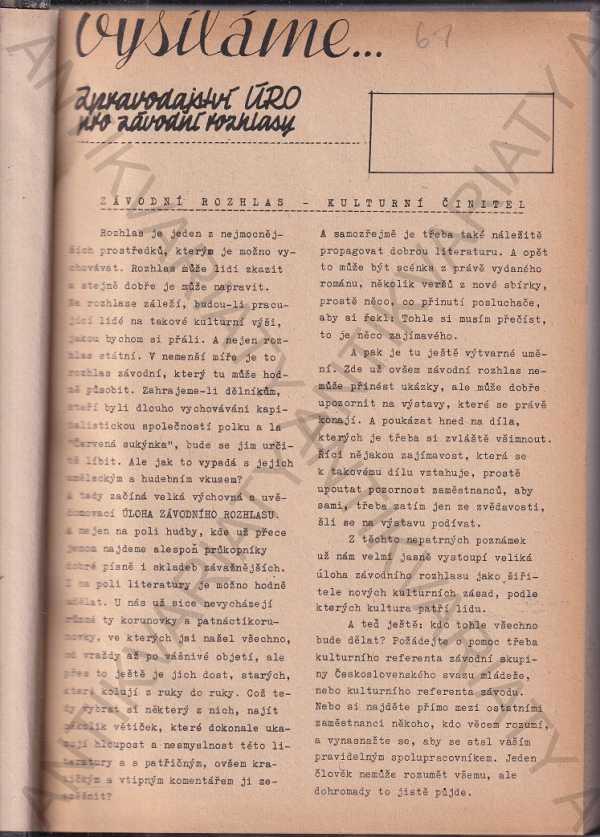 Vysíláme...
67
Zpravodajství ÚRO
pro závodní rozhlasy
ZÁVODNÍ ROZHLAS - KULTURNÍ ČINITEL
Rozhlas je jeden z nejmocněj-
ších prostředků, kterým je možno vy-
chovávat. Rozhlas může lidi zkazit
a stejně dobře je může napravit.
Na rozhlase záleží, budou-li pracu-
jící lidé na takové kulturní výši,
jakou bychom si přáli. A nejen roz-
hlas státní. V nemenší míře je to
rozhlas závodní, který tu může hod-
ně působit. Zahrajeme-li dělníkům,
kteří byli dlouho vychovávání kapi-
talistickou společností polku a la
"Červená sukýnka", bude se jim urči-
tě líbit. Ale jak to vypadá s jejich
uměleckým a hudebním vkusem?
A tady začíná velká výchovná a uvě-
domovací ÚLOHA ZÁVODNÍHO ROZHLASU.
A nejen na poli hudby, kde už přece
jenom najdeme alespoň průkopníky
dobré písně i skladeb závažnějších.
I na poli literatury je možno hodně
udělat. U nás už sice nevycházejí
různé ty korunovky a patnáctikoru-
novky, ve kterých jsi našel všechno,
od vraždy až po vášnivé objetí, ale
přes to ještě je jich dost, starých,
které kolují z ruky do ruky. Což te-
dy vybrat si některý z nich, najít
několik větiček, které dokonale uka-
zují hloupost a nesmyslnost této li-
teratury a s patřičným, ovšem kra-
tičkým a vtipným komentářem ji ze-
směšnit?
A samozřejmě je třeba také náležitě
propagovat dobrou literaturu. A opět
to může být scénka z právě vydaného
románu, několik veršů z nové sbírky,
prostě něco, co přinutí posluchače,
aby si řekl: Tohle si musím přečíst,
to je něco zajímavého.
A pak je tu ještě výtvarné umě-
ní. Zde už ovšem závodní rozhlas ne-
může přinést ukázky, ale může dobře
upozornit na výstavy, které se právě
konají. A poukázat hned na díla,
kterých je třeba si zvláště všimnout.
Říci nějakou zajímavost, která se
k takovému dílu vztahuje, prostě
upoutat pozornost zaměstnanců, aby
sami, třeba zatím jen ze zvědavosti,
šli se na výstavu podívat.
Z těchto nepatrných poznámek
už nám velmi jasně vystoupí veliká
úloha závodního rozhlasu jako šiři-
tele nových kulturních zásad, podle
kterých kultura patří lidu.
A teď ještě: kdo tohle všechno
bude dělat? Požádejte o pomoc třeba
kulturního referenta závodní skupi-
ny Československého svazu mládeže,
nebo kulturního referenta závodu.
Nebo si najděte přímo mezi ostatními
zaměstnanci někoho, kdo věcem rozumí,
a vynasnažte se, aby se stal vaším
pravidelným spolupracovníkem. Jeden
člověk nemůže rozumět všemu, ale
dohromady to jistě půjde.
ANTIKVARIATY